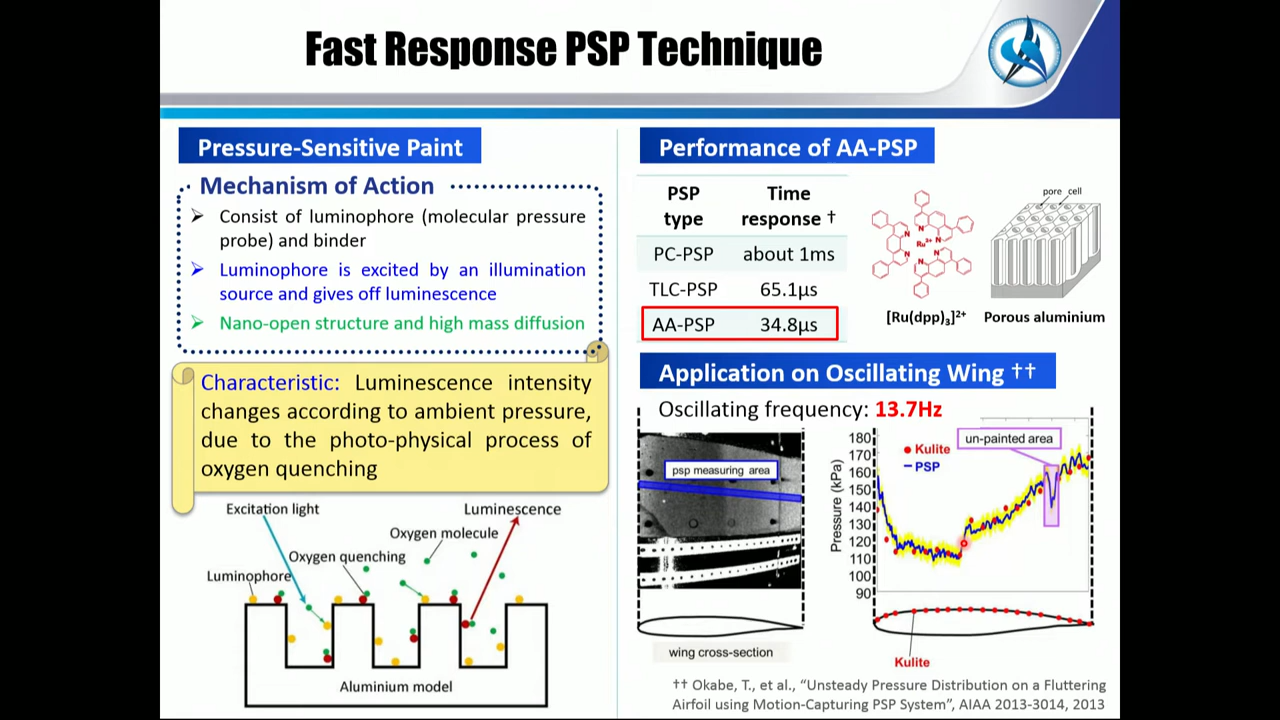 Fast Response PSP Technique
Pressure-Sensitive Paint
Mechanism of Action
Consist of luminophore (molecular pressure
probe) and binder
Luminophore is excited by an illumination
source and gives off luminescence
Nano-open structure and high mass diffusion
Characteristic: Luminescence intensity
changes according to ambient pressure,
due to the photo-physical process of
oxygen quenching
Excitation light
Luminescence
Oxygen molecule
Oxygen quenching
Luminophore
Aluminium model
Performance of AA-PSP
PSP type Time response †
PC-PSP about 1ms
TLC-PSP 65.1μs
AA-PSP 34.8μs
N N
N Ru²⁺ N
N N
[Ru(dpp)₃]²⁺
pore cell
Porous aluminium
Application on Oscillating Wing ††
Oscillating frequency: 13.7Hz
psp measuring area
wing cross-section
Pressure (kPa)
180
170
160
150
140
130
120
110
100
90
Kulite
PSP
un-painted area
Kulite
†† Okabe, T., et al., “Unsteady Pressure Distribution on a Fluttering
Airfoil using Motion-Capturing PSP System”, AIAA 2013-3014, 2013